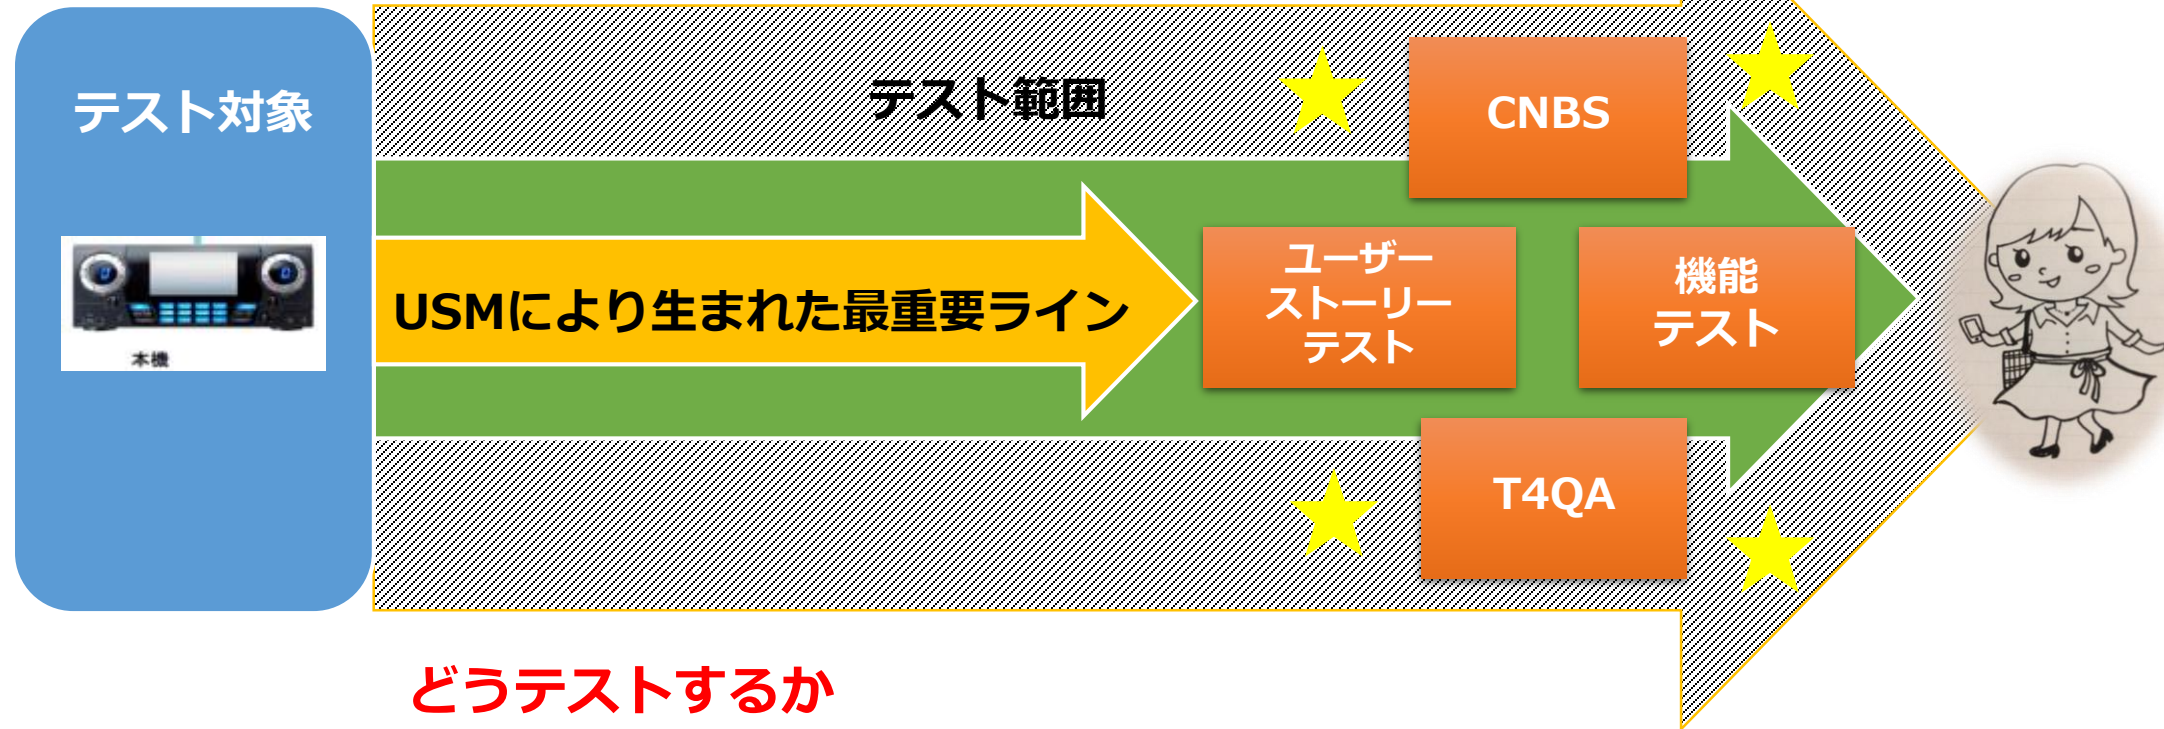 テスト対象
本機
テスト範囲
USMにより生まれた最重要ライン
CNBS
ユーザー
ストーリー
テスト
機能
テスト
T4QA
どうテストするか